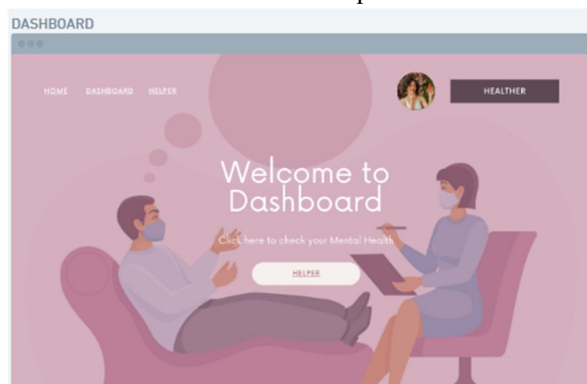 DASHBOARD
HOME DASHBOARD HELPER HEALTHER
Welcome to
Dashboard
Click here to check your Mental Health
HELPER